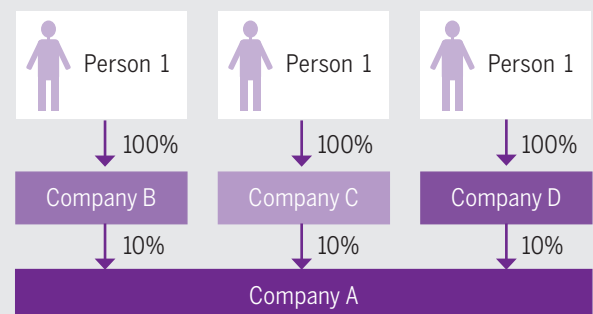 Person 1
Person 1
Person 1
100%
100%
100%
Company B
Company C
Company D
10%
10%
10%
Company A